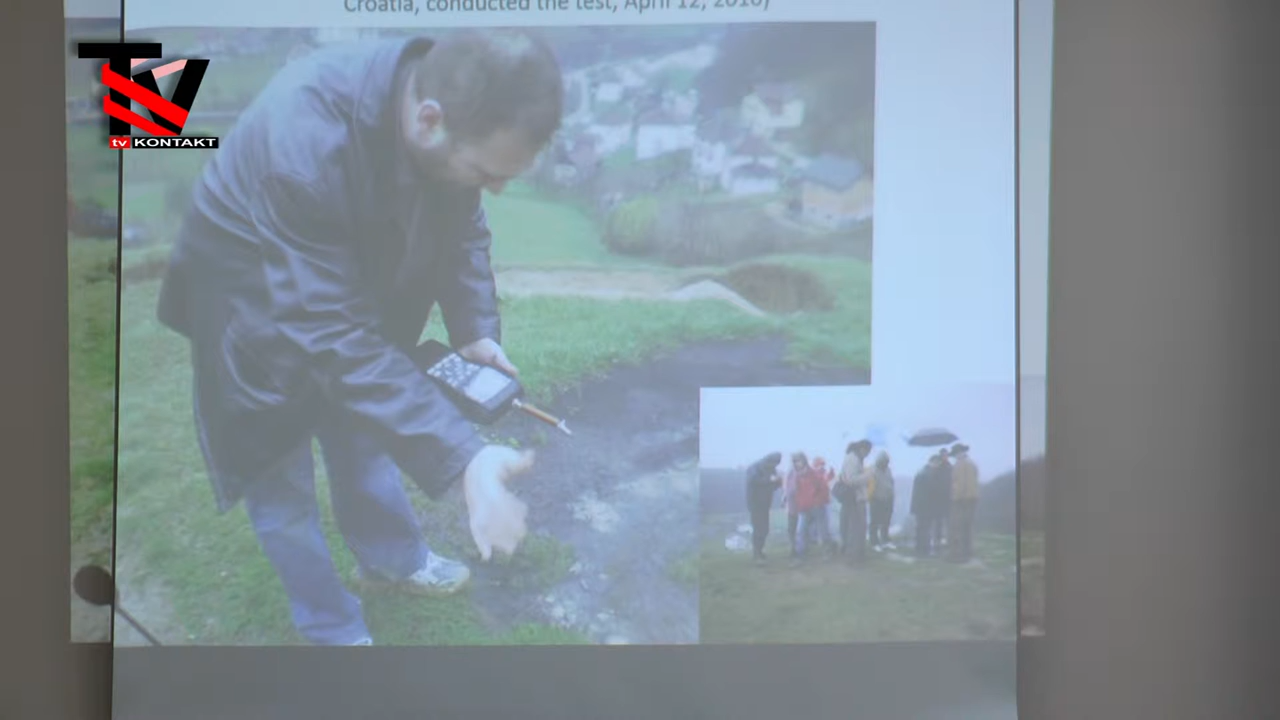 Croatia, conducted the test, April 12, 2010)
TV
tv KONTAKT